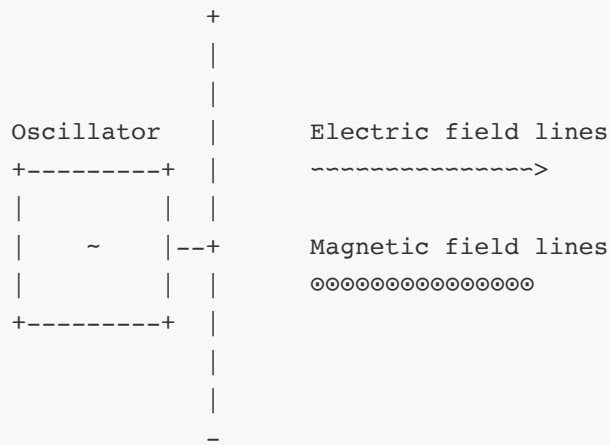 +
|
|
Oscillator   |      Electric field lines
+---------+  |      ~~~~~~~~~~~~~~~>
|         |  |
|    ~    |--+      Magnetic field lines
|         |  |      ⊙⊙⊙⊙⊙⊙⊙⊙⊙⊙⊙⊙⊙⊙⊙
+---------+  |
|
|
-